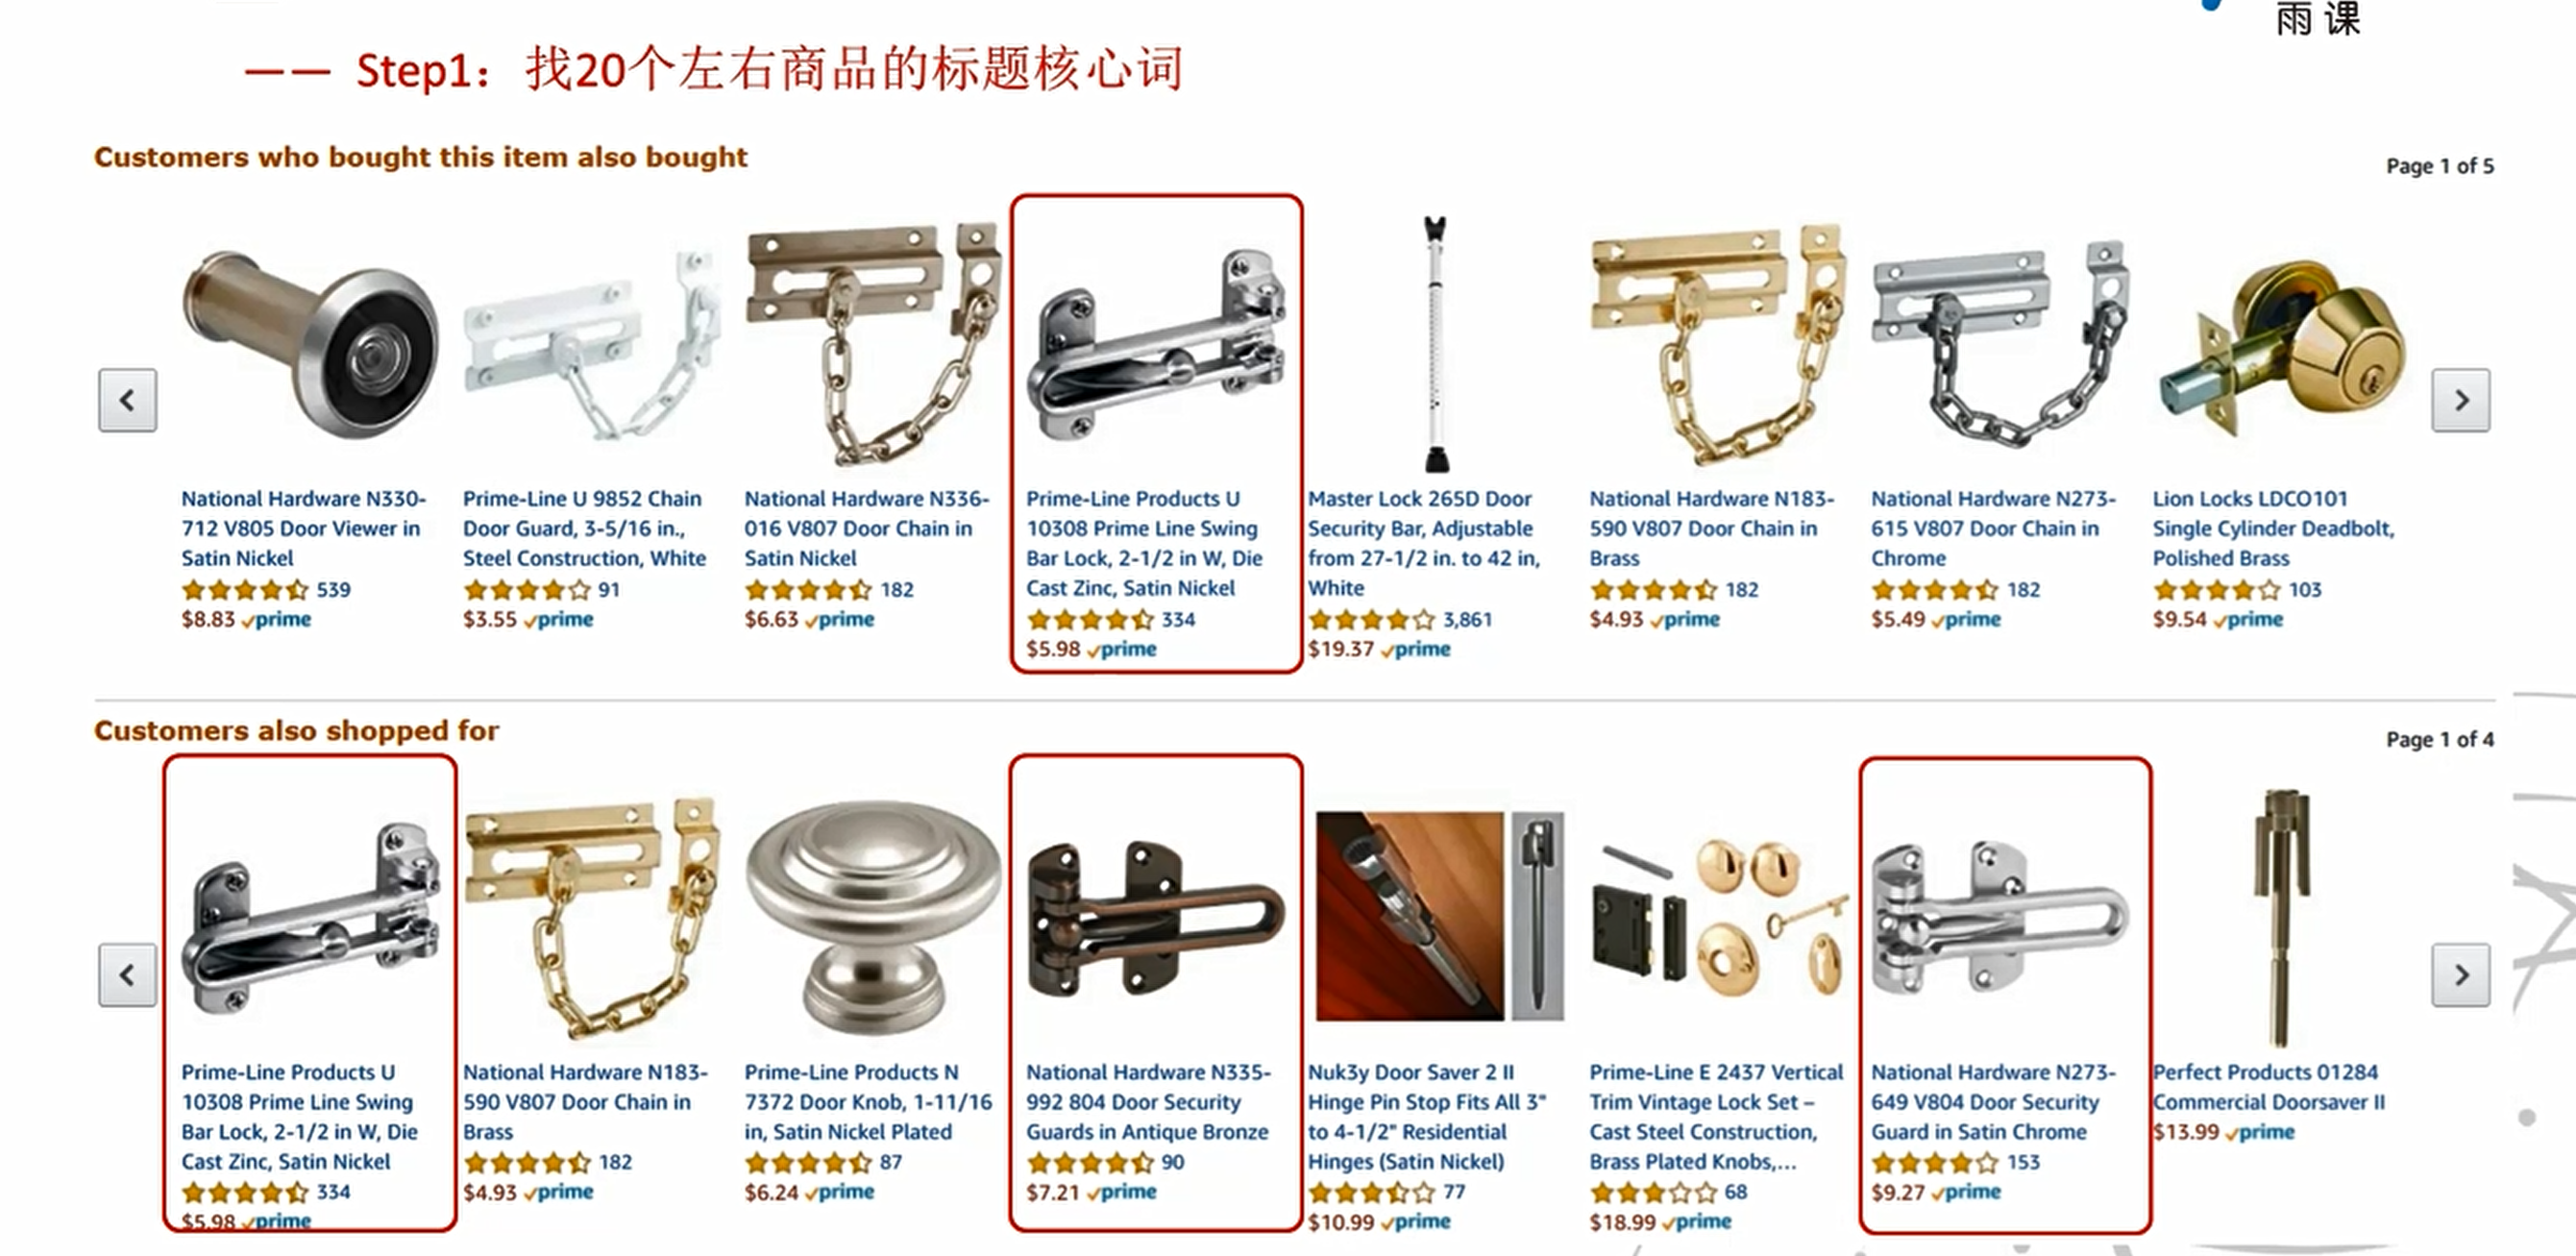 雨课
—— Step1：找20个左右商品的标题核心词
Customers who bought this item also bought
Page 1 of 5
National Hardware N330-
712 V805 Door Viewer in
Satin Nickel
539
$8.83 prime
Prime-Line U 9852 Chain
Door Guard, 3-5/16 in.,
Steel Construction, White
91
$3.55 prime
National Hardware N336-
016 V807 Door Chain in
Satin Nickel
182
$6.63 prime
Prime-Line Products U
10308 Prime Line Swing
Bar Lock, 2-1/2 in W, Die
Cast Zinc, Satin Nickel
334
$5.98 prime
Master Lock 265D Door
Security Bar, Adjustable
from 27-1/2 in. to 42 in,
White
3,861
$19.37 prime
National Hardware N183-
590 V807 Door Chain in
Brass
182
$4.93 prime
National Hardware N273-
615 V807 Door Chain in
Chrome
182
$5.49 prime
Lion Locks LDCO101
Single Cylinder Deadbolt,
Polished Brass
103
$9.54 prime
Customers also shopped for
Page 1 of 4
Prime-Line Products U
10308 Prime Line Swing
Bar Lock, 2-1/2 in W, Die
Cast Zinc, Satin Nickel
334
$5.98 prime
National Hardware N183-
590 V807 Door Chain in
Brass
182
$4.93 prime
Prime-Line Products N
7372 Door Knob, 1-11/16
in, Satin Nickel Plated
87
$6.24 prime
National Hardware N335-
992 804 Door Security
Guards in Antique Bronze
90
$7.21 prime
Nuk3y Door Saver 2 II
Hinge Pin Stop Fits All 3"
to 4-1/2" Residential
Hinges (Satin Nickel)
77
$10.99 prime
Prime-Line E 2437 Vertical
Trim Vintage Lock Set –
Cast Steel Construction,
Brass Plated Knobs,...
68
$18.99 prime
National Hardware N273-
649 V804 Door Security
Guard in Satin Chrome
153
$9.27 prime
Perfect Products 01284
Commercial Doorsaver II
$13.99 prime